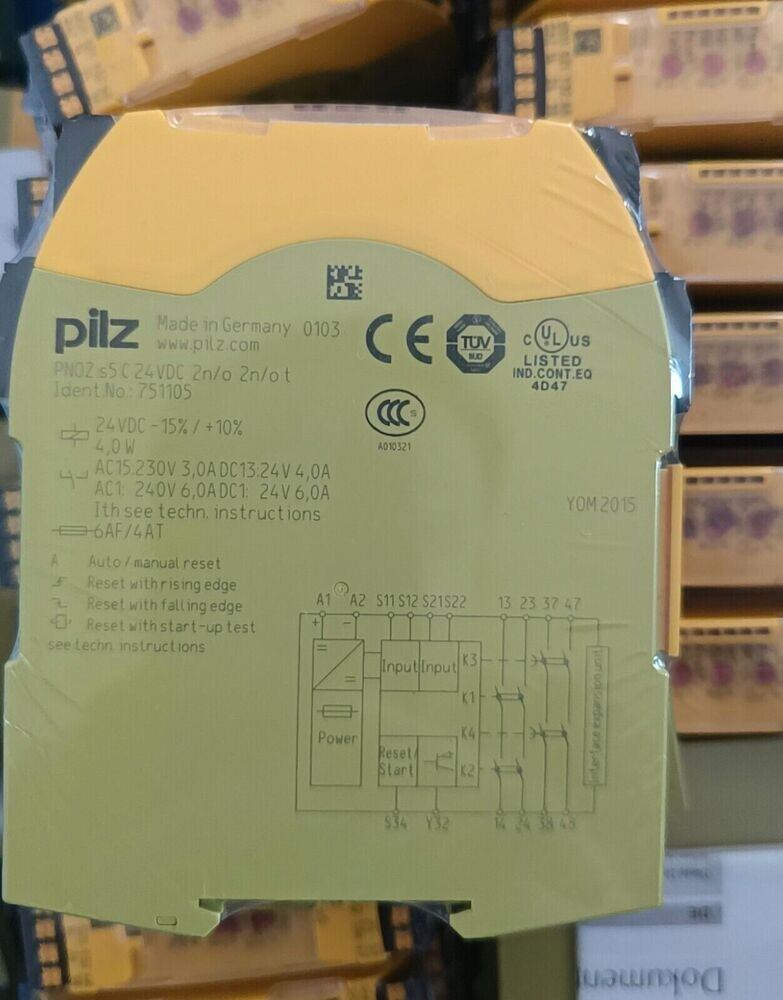 pilz Made in Germany 0103
www.pilz.com
PNOZ s5 C 24VDC 2n/o 2n/o t
Ident.No.: 751105
CE
TÜV
SÜD
C UL US
LISTED
IND.CONT.EQ
4D47
CCC S
A010321
24VDC -15% / +10%
4,0 W
AC15:230V 3,0A DC13:24V 4,0A
AC1: 240V 6,0A DC1: 24V 6,0A
Ith see techn. instructions
6AF/4AT
YOM 2015
A Auto / manual reset
Reset with rising edge
Reset with falling edge
Reset with start-up test
see techn. instructions
A1 A2 S11 S12 S21 S22 13 23 37 47
+ −
Input Input K3
K1
Power
K4
Reset/
Start
K2
Interface expansion unit
S34 Y32 14 24 38 48
Dokument